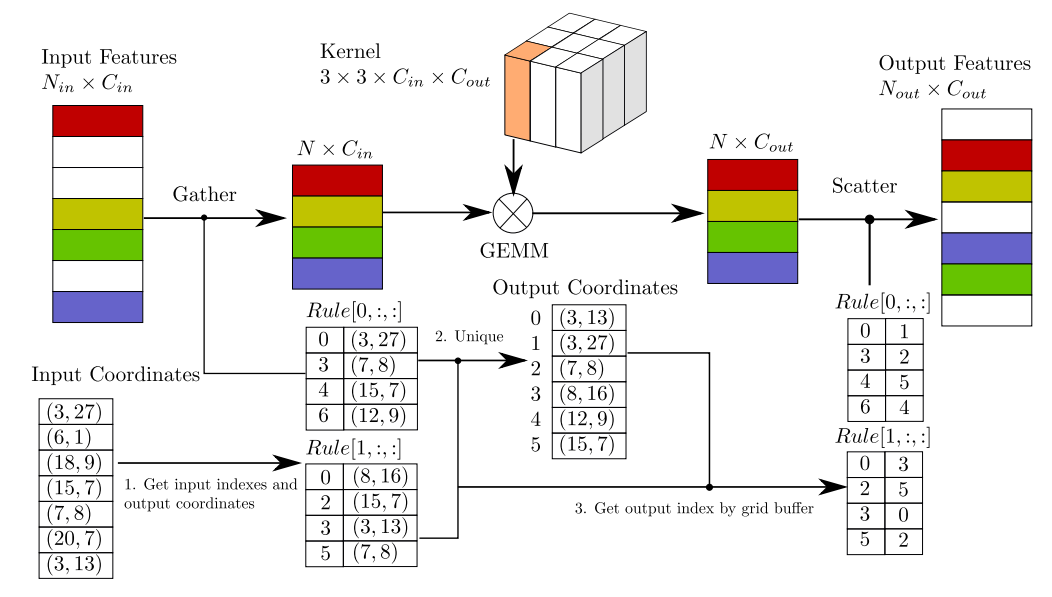 Input Features
N_{in} × C_{in}
Kernel
3 × 3 × C_{in} × C_{out}
Output Features
N_{out} × C_{out}
N × C_{in}
N × C_{out}
Gather
Scatter
GEMM
Input Coordinates
(3, 27)
(6, 1)
(18, 9)
(15, 7)
(7, 8)
(20, 7)
(3, 13)
1. Get input indexes and
output coordinates
Rule[0, :, :]
0 (3, 27)
3 (7, 8)
4 (15, 7)
6 (12, 9)
Rule[1, :, :]
0 (8, 16)
2 (15, 7)
3 (3, 13)
5 (7, 8)
2. Unique
Output Coordinates
0 (3, 13)
1 (3, 27)
2 (7, 8)
3 (8, 16)
4 (12, 9)
5 (15, 7)
3. Get output index by grid buffer
Rule[0, :, :]
0 1
3 2
4 5
6 4
Rule[1, :, :]
0 3
2 5
3 0
5 2